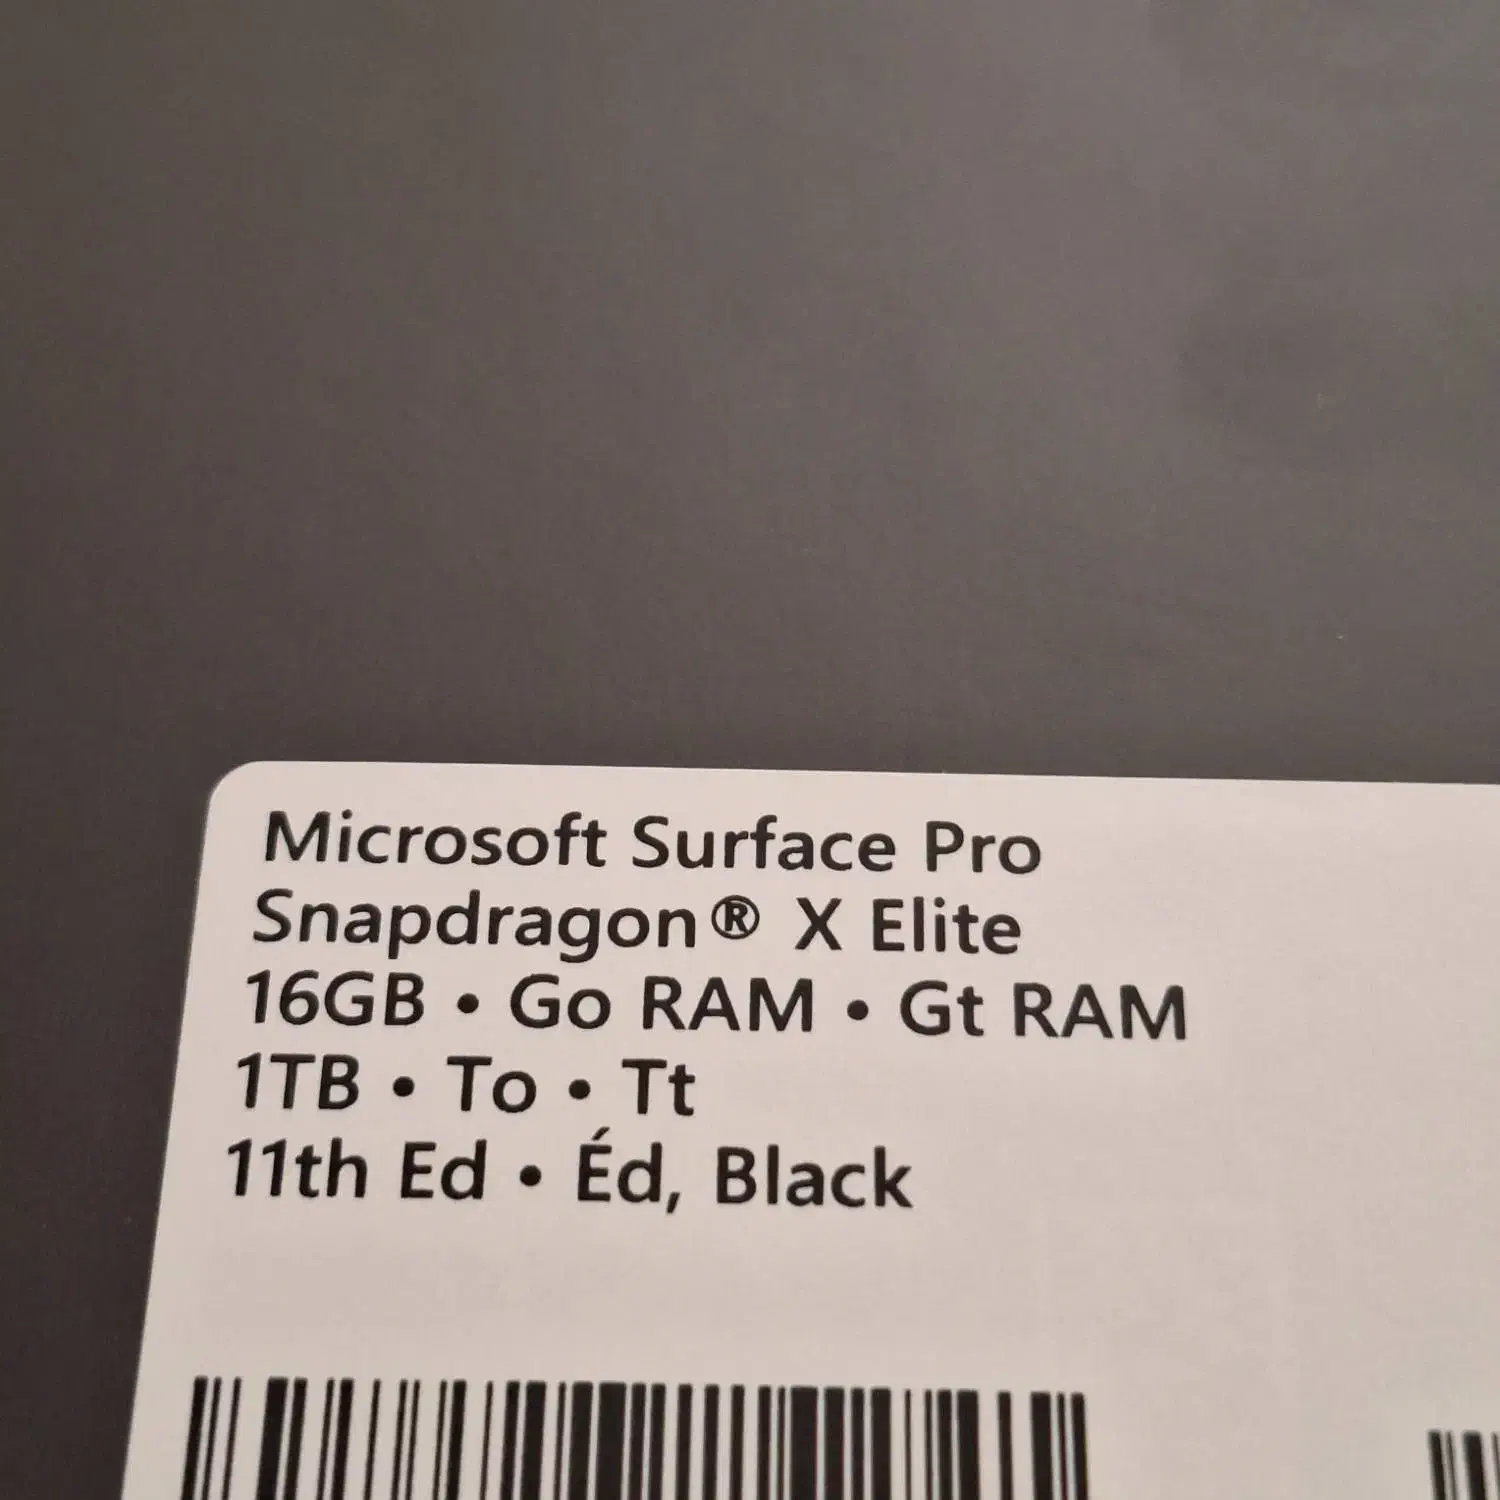 Microsoft Surface Pro
Snapdragon® X Elite
16GB • Go RAM • Gt RAM
1TB • To • Tt
11th Ed • Éd, Black